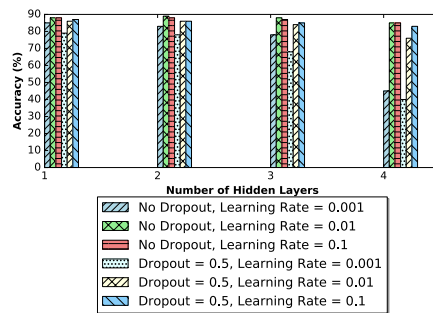 90
80
70
60
50
40
30
20
10
0
Accuracy (%)
1 2 3 4
Number of Hidden Layers
No Dropout, Learning Rate = 0.001
No Dropout, Learning Rate = 0.01
No Dropout, Learning Rate = 0.1
Dropout = 0.5, Learning Rate = 0.001
Dropout = 0.5, Learning Rate = 0.01
Dropout = 0.5, Learning Rate = 0.1